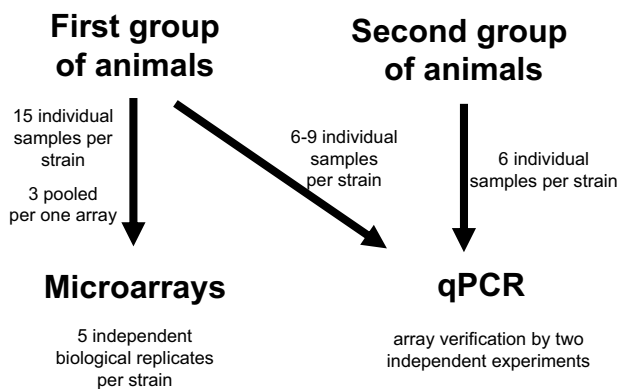 First group
of animals
Second group
of animals
15 individual
samples per
strain
3 pooled
per one array
6-9 individual
samples
per strain
6 individual
samples per strain
Microarrays
qPCR
5 independent
biological replicates
per strain
array verification by two
independent experiments